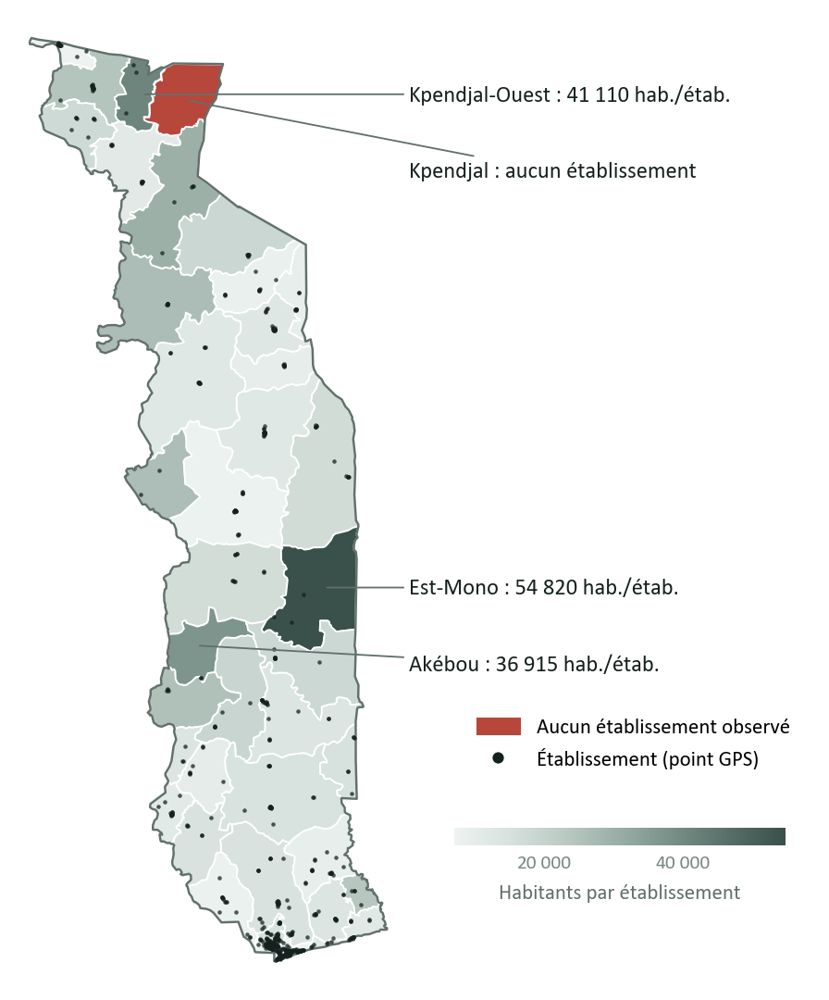 Kpendjal-Ouest : 41 110 hab./étab.
Kpendjal : aucun établissement
Est-Mono : 54 820 hab./étab.
Akébou : 36 915 hab./étab.
Aucun établissement observé
Établissement (point GPS)
20 000 40 000
Habitants par établissement